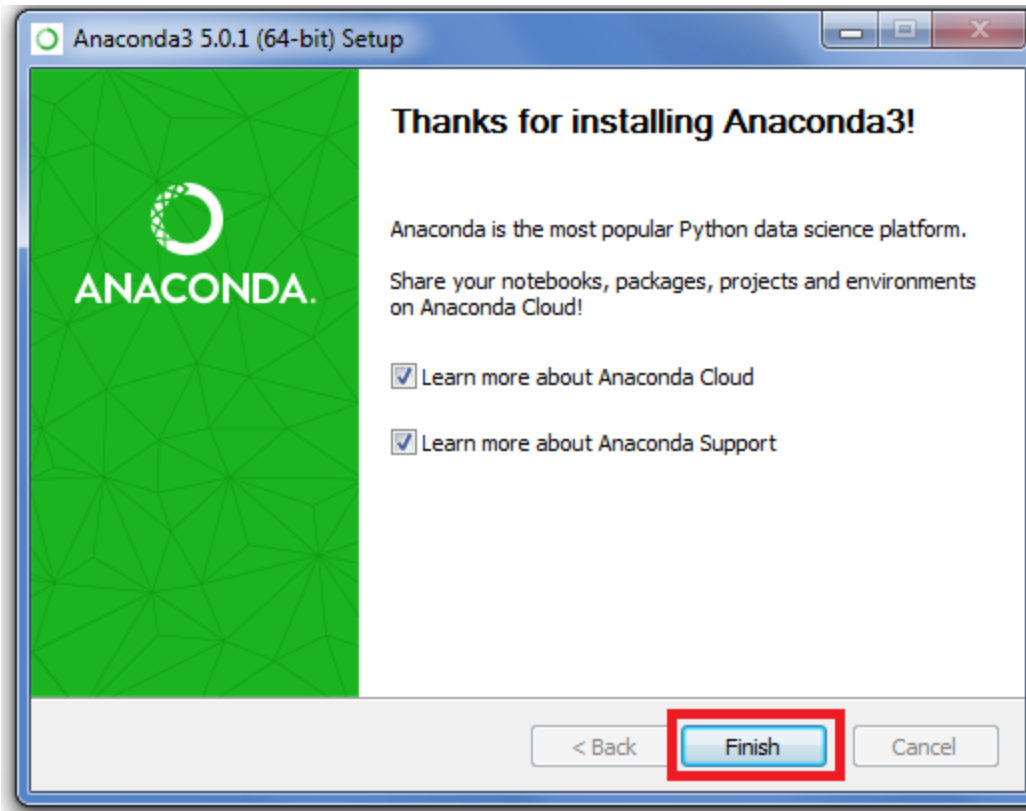 Anaconda3 5.0.1 (64-bit) Setup
Thanks for installing Anaconda3!
ANACONDA.
Anaconda is the most popular Python data science platform.
Share your notebooks, packages, projects and environments
on Anaconda Cloud!
Learn more about Anaconda Cloud
Learn more about Anaconda Support
< Back
Finish
Cancel